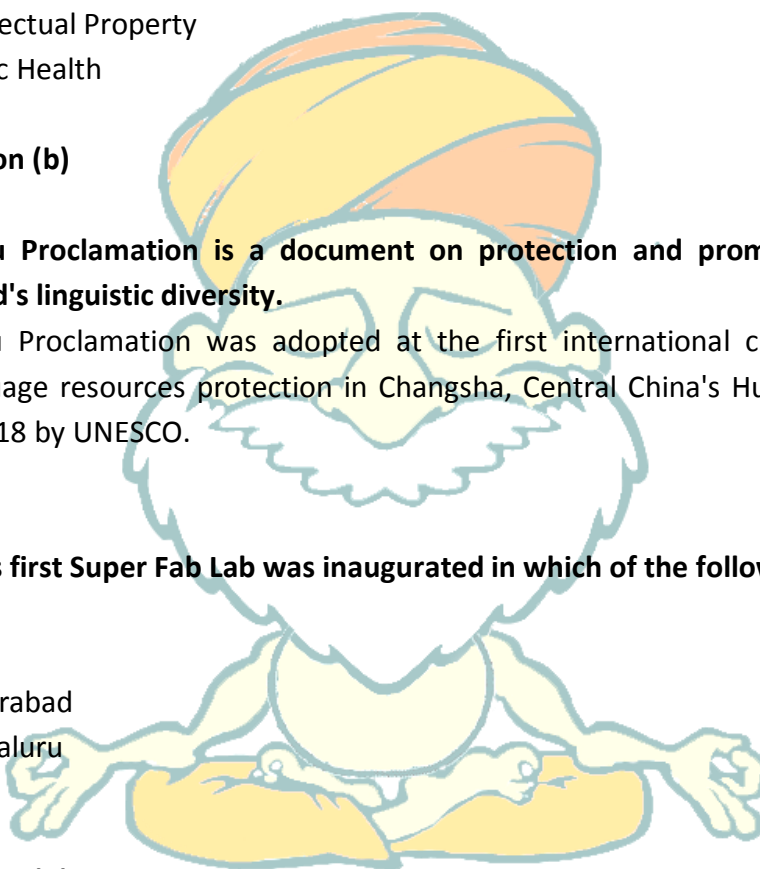 ectual Property
c Health
on (b)
u Proclamation is a document on protection and prom
d's linguistic diversity.
u Proclamation was adopted at the first international c
uage resources protection in Changsha, Central China's Hu
18 by UNESCO.
s first Super Fab Lab was inaugurated in which of the follov
rabad
aluru